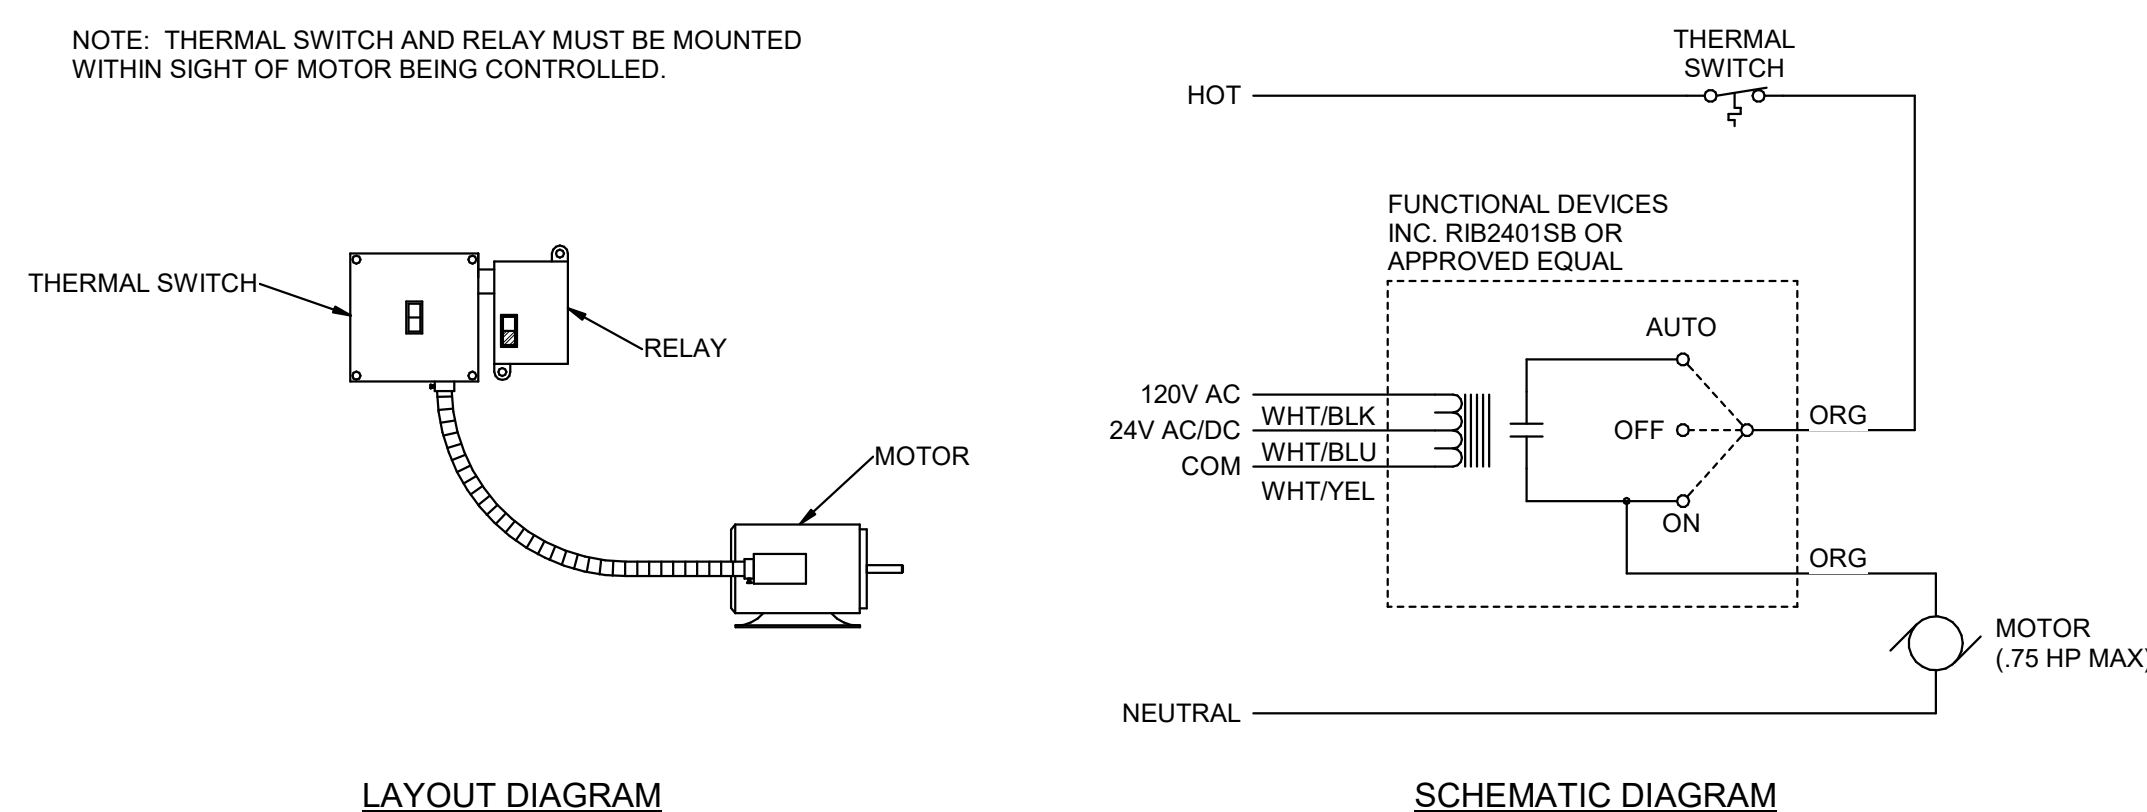 NOTE: THERMAL SWITCH AND RELAY MUST BE MOUNTED
WITHIN SIGHT OF MOTOR BEING CONTROLLED.
THERMAL SWITCH
RELAY
MOTOR
LAYOUT DIAGRAM
THERMAL
SWITCH
HOT
FUNCTIONAL DEVICES
INC. RIB2401SB OR
APPROVED EQUAL
AUTO
120V AC
WHT/BLK
ORG
24V AC/DC
OFF
WHT/BLU
COM
WHT/YEL
ON
ORG
MOTOR
(.75 HP MAX)
NEUTRAL
SCHEMATIC DIAGRAM